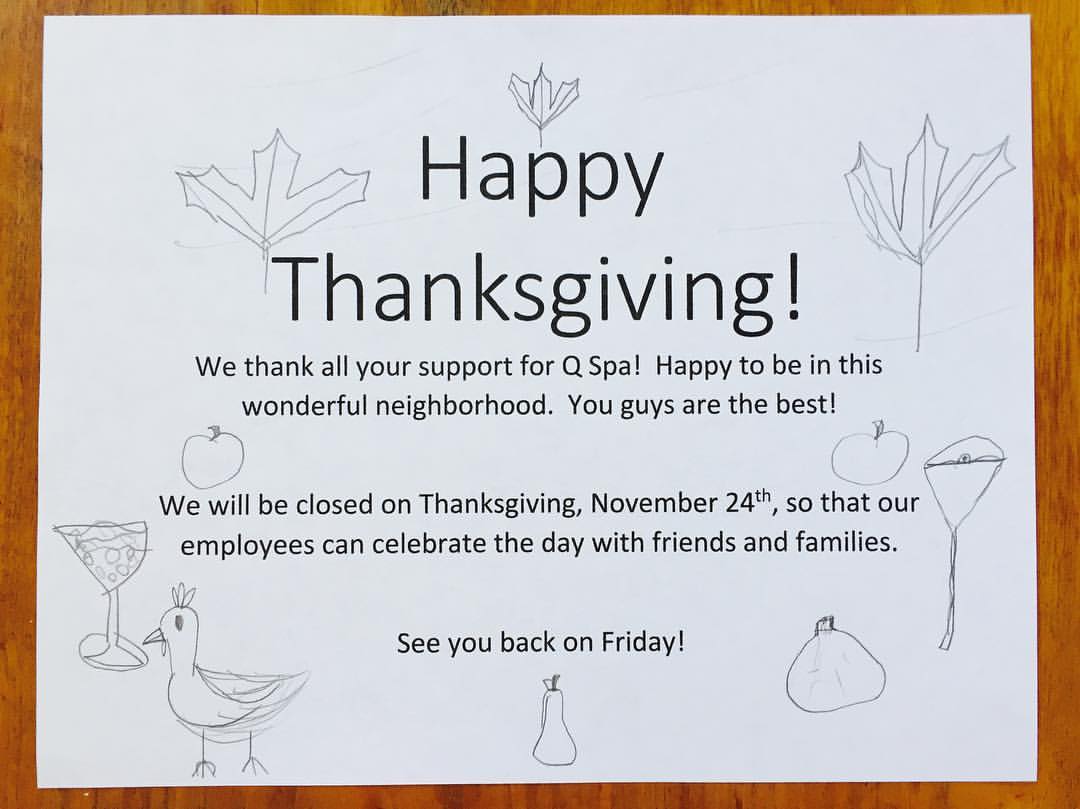 Happy
Thanksgiving!
We thank all your support for Q Spa!  Happy to be in this
wonderful neighborhood.  You guys are the best!
We will be closed on Thanksgiving, November 24th, so that our
employees can celebrate the day with friends and families.
See you back on Friday!